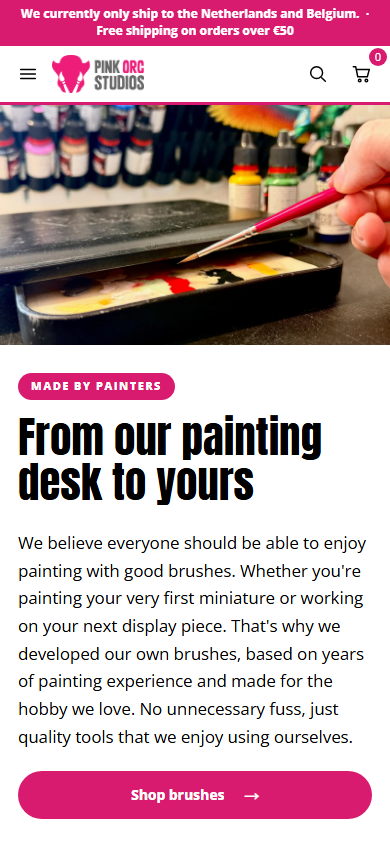 We currently only ship to the Netherlands and Belgium. ·
Free shipping on orders over €50
0
PINK ORC
STUDIOS
MADE BY PAINTERS
From our painting
desk to yours
We believe everyone should be able to enjoy
painting with good brushes. Whether you're
painting your very first miniature or working
on your next display piece. That's why we
developed our own brushes, based on years
of painting experience and made for the
hobby we love. No unnecessary fuss, just
quality tools that we enjoy using ourselves.
Shop brushes →